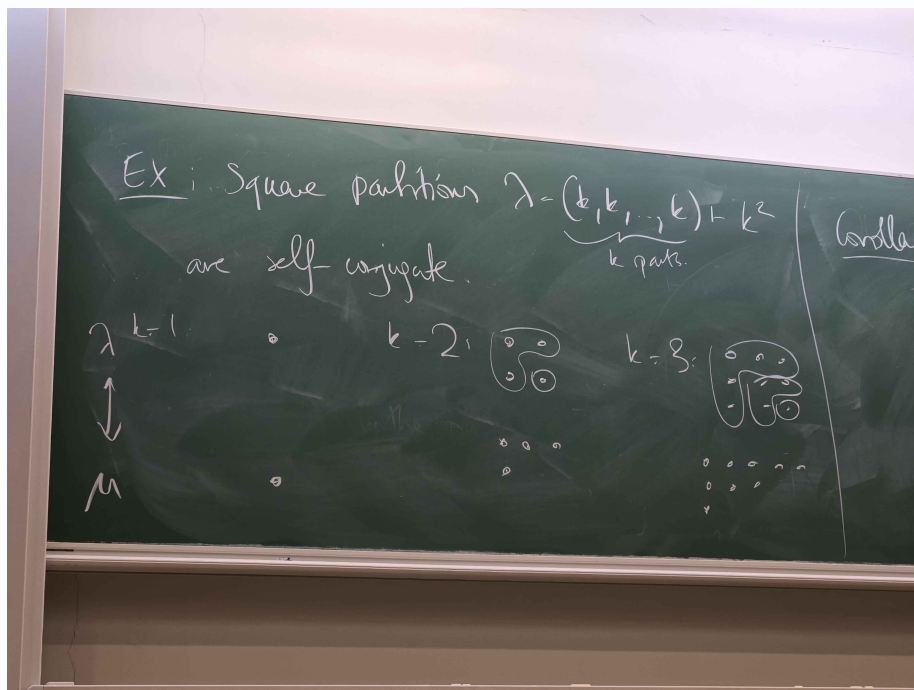 Ex : Square partitions λ = (k, k, ..., k) ⊢ k²
k parts.
are self-conjugate.
λ k=1 k=2: k=3:
μ
Corolla